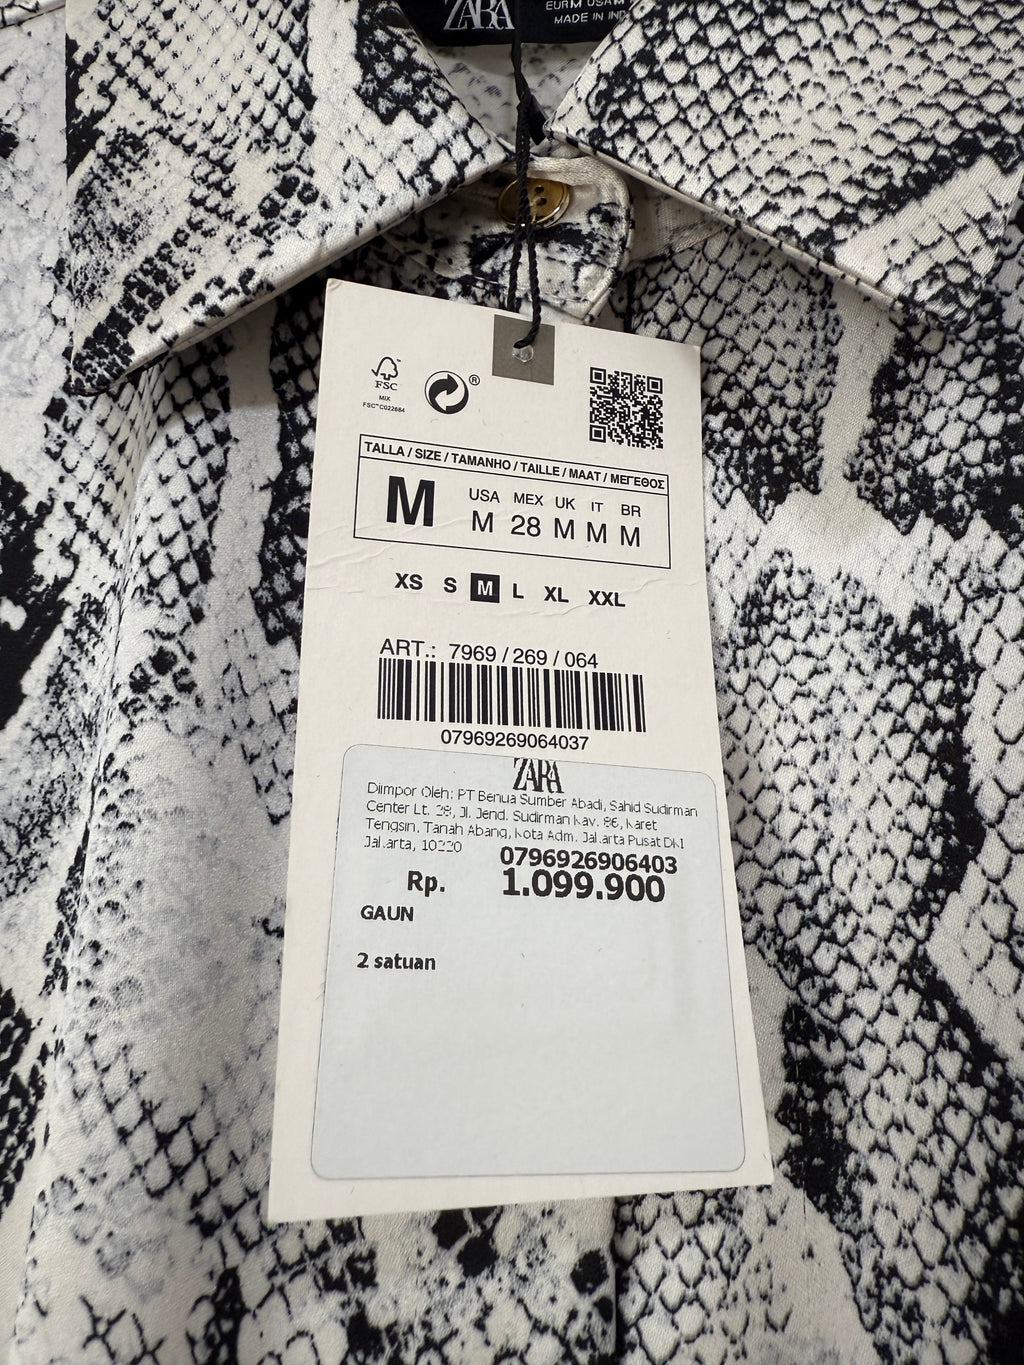 ZARA
EUR M USA M
MADE IN
FSC
MIX
FSC™ C022684
®
TALLA / SIZE / TAMANHO / TAILLE / MAAT / ΜΕΓΕΘΟΣ
M
USA MEX UK IT BR
M 28 M M M
XS S M L XL XXL
ART.: 7969 / 269 / 064
07969269064037
ZARA
Diimpor Oleh: PT Benua Sumber Abadi, Sahid Sudirman
Center Lt. 28, Jl. Jend. Sudirman Kav. 86, Karet
Tengsin, Tanah Abang, Kota Adm. Jakarta Pusat DKI
Jakarta, 10220
0796926906403
Rp. 1.099.900
GAUN
2 satuan